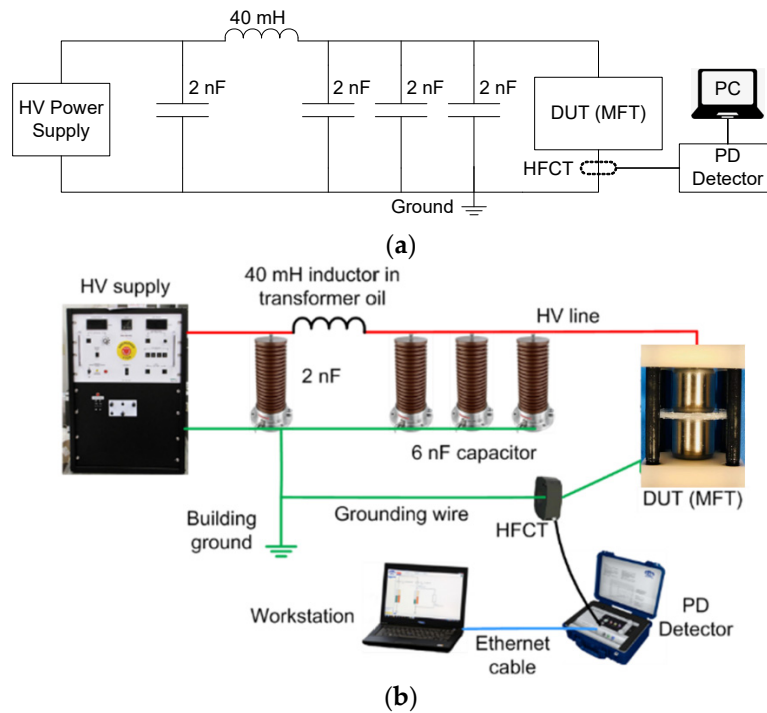 40 mH
2 nF
2 nF
2 nF
2 nF
HV Power
Supply
DUT (MFT)
PC
HFCT
PD
Detector
Ground
(a)
40 mH inductor in
transformer oil
HV supply
HV line
2 nF
6 nF capacitor
DUT (MFT)
Building
ground
Grounding wire
HFCT
Workstation
Ethernet
cable
PD
Detector
(b)